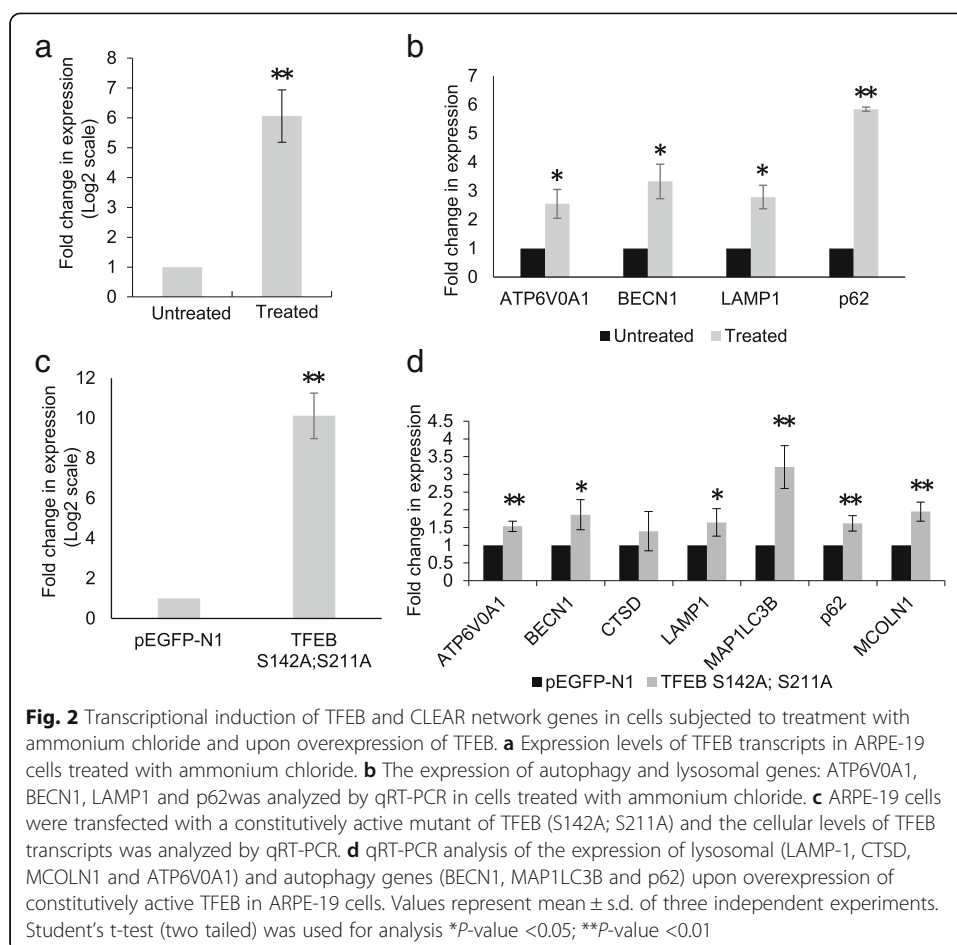 a
Fold change in expression
(Log2 scale)
8
7
6
5
4
3
2
1
0
**
Untreated
Treated
b
Fold change in expression
7
6
5
4
3
2
1
0
*
*
*
**
ATP6V0A1
BECN1
LAMP1
p62
Untreated
Treated
c
Fold change in expression
(Log2 scale)
12
10
8
6
4
2
0
**
pEGFP-N1
TFEB
S142A;S211A
d
Fold change in expression
4.5
4
3.5
3
2.5
2
1.5
1
0.5
0
**
*
*
**
**
**
ATP6V0A1
BECN1
CTSD
LAMP1
MAP1LC3B
p62
MCOLN1
pEGFP-N1
TFEB S142A; S211A
Fig. 2 Transcriptional induction of TFEB and CLEAR network genes in cells subjected to treatment with
ammonium chloride and upon overexpression of TFEB. a Expression levels of TFEB transcripts in ARPE-19
cells treated with ammonium chloride. b The expression of autophagy and lysosomal genes: ATP6V0A1,
BECN1, LAMP1 and p62was analyzed by qRT-PCR in cells treated with ammonium chloride. c ARPE-19 cells
were transfected with a constitutively active mutant of TFEB (S142A; S211A) and the cellular levels of TFEB
transcripts was analyzed by qRT-PCR. d qRT-PCR analysis of the expression of lysosomal (LAMP-1, CTSD,
MCOLN1 and ATP6V0A1) and autophagy genes (BECN1, MAP1LC3B and p62) upon overexpression of
constitutively active TFEB in ARPE-19 cells. Values represent mean ± s.d. of three independent experiments.
Student's t-test (two tailed) was used for analysis *P-value <0.05; **P-value <0.01